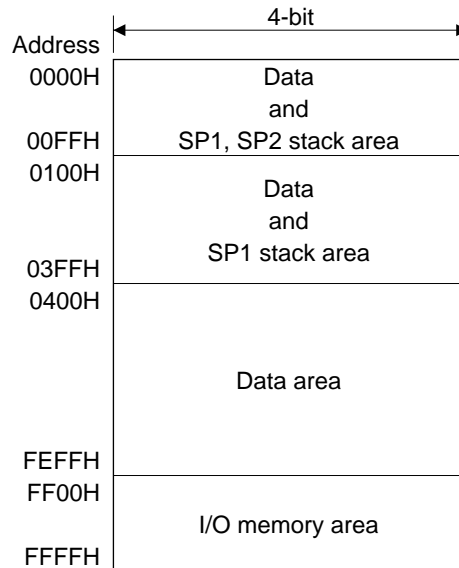 4-bit
Address
0000H
Data
and
00FFH
SP1, SP2 stack area
0100H
Data
and
SP1 stack area
03FFH
0400H
Data area
FEFFH
FF00H
I/O memory area
FFFFH